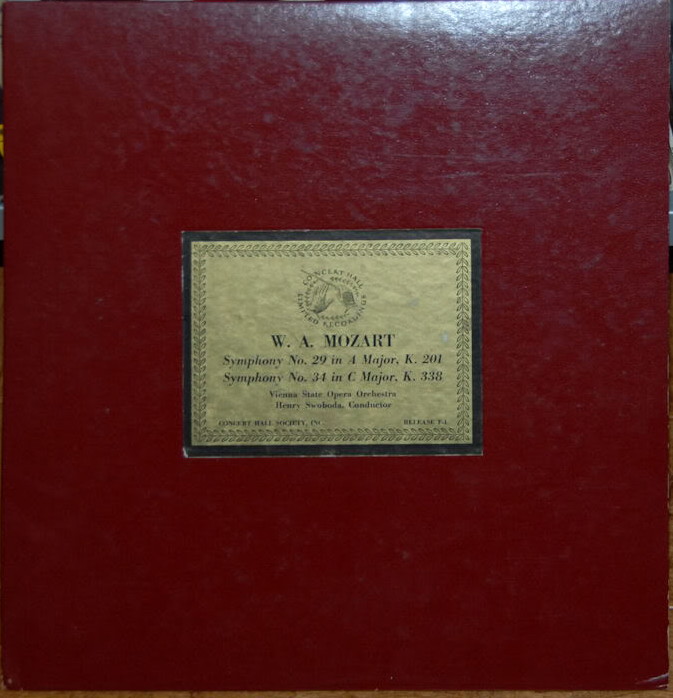 CONCERT HALL
LIMITED RECORDINGS
W. A. MOZART
Symphony No. 29 in A Major, K. 201
Symphony No. 34 in C Major, K. 338
Vienna State Opera Orchestra
Henry Swoboda, Conductor
CONCERT HALL SOCIETY, INC.
RELEASE